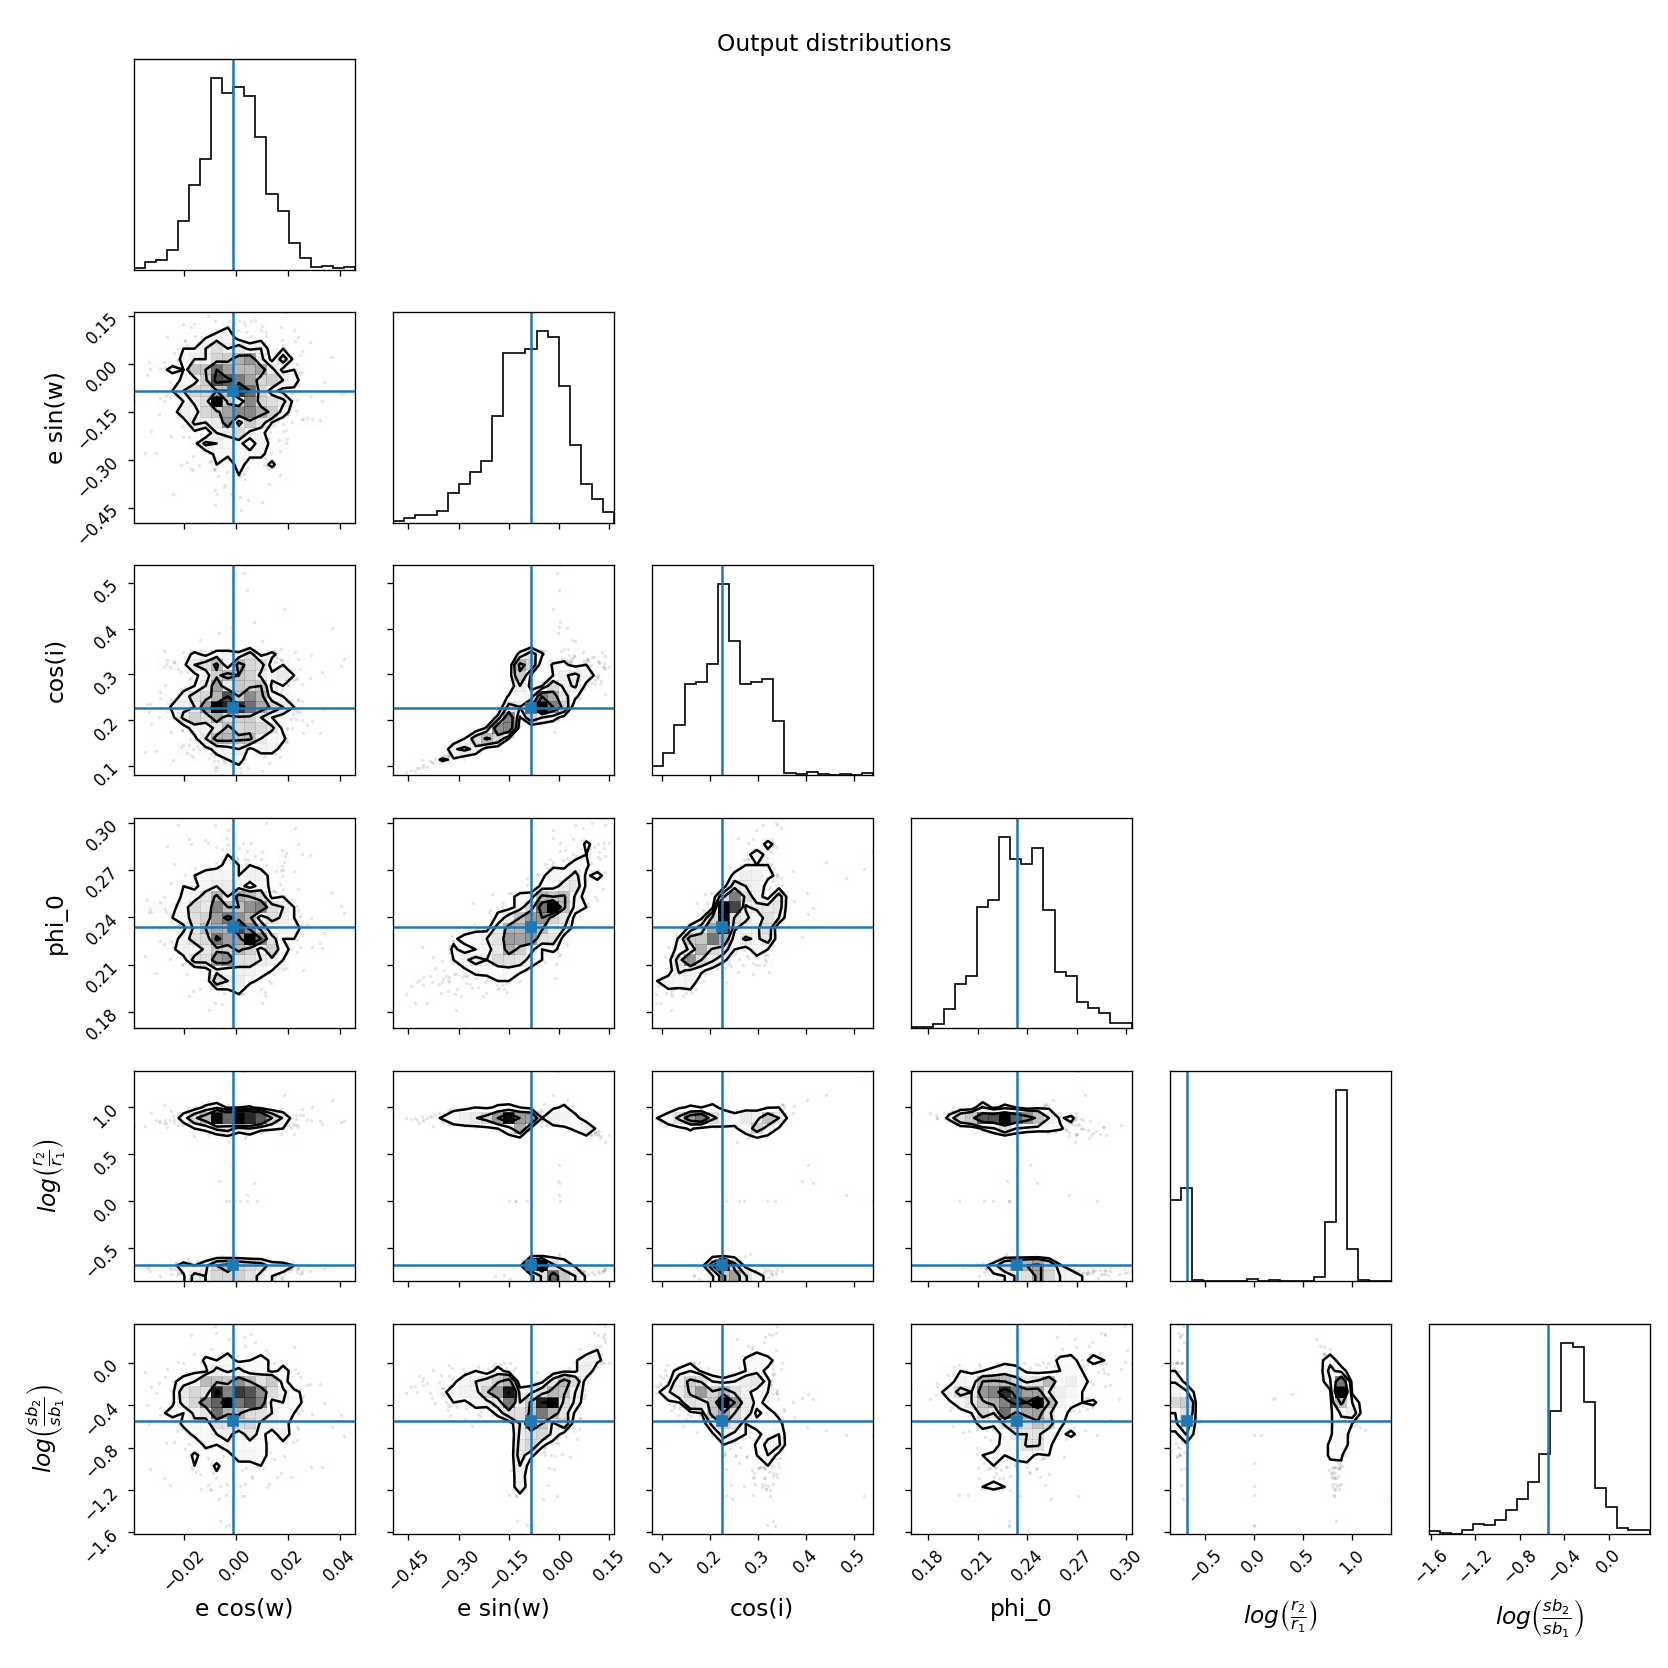 Output distributions
e sin(w)
0.15
0.00
−0.15
−0.30
−0.45
cos(i)
0.5
0.4
0.3
0.2
0.1
phi_0
0.30
0.27
0.24
0.21
0.18
log(r2/r1)
1.0
0.5
0.0
−0.5
log(sb2/sb1)
0.0
−0.4
−0.8
−1.2
−1.6
−0.02 0.00 0.02 0.04
−0.45 −0.30 −0.15 0.00 0.15
0.1 0.2 0.3 0.4 0.5
0.18 0.21 0.24 0.27 0.30
−0.5 0.0 0.5 1.0
−1.6 −1.2 −0.8 −0.4 0.0
e cos(w)
e sin(w)
cos(i)
phi_0
log(r2/r1)
log(sb2/sb1)